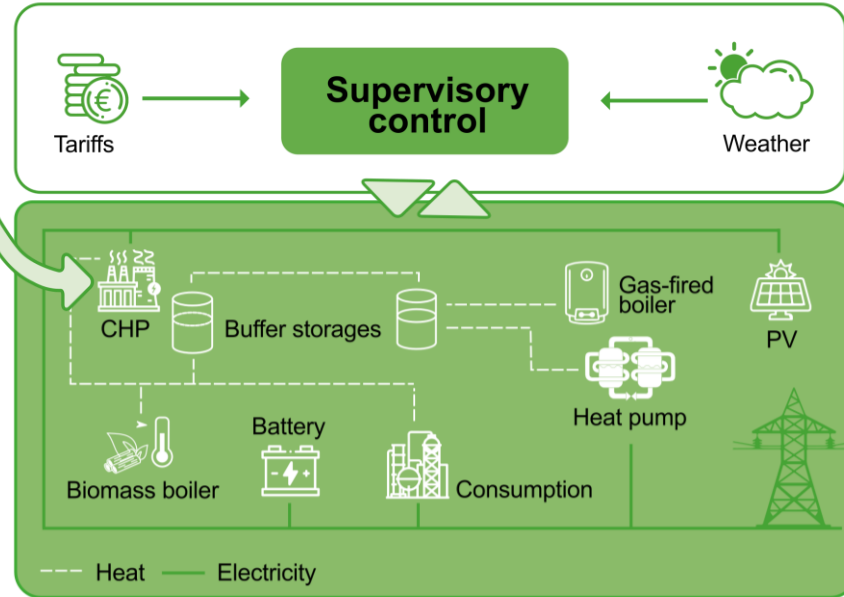 Supervisory
control
Tariffs
Weather
CHP
Buffer storages
Gas-fired
boiler
PV
Heat pump
Battery
Biomass boiler
Consumption
Heat
Electricity